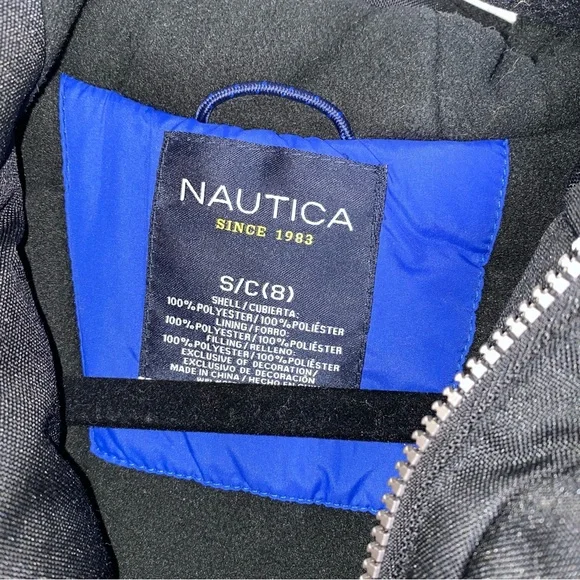 NAUTICA
SINCE 1983
S/C(8)
SHELL/CUBIERTA:
100%POLYESTER/100%POLIÉSTER
LINING/FORRO:
100%POLYESTER/100%POLIÉSTER
FILLING/RELLENO:
100%POLYESTER/100%POLIÉSTER
EXCLUSIVE OF DECORATION/
EXCLUSIVO DE DECORACIÓN
MADE IN CHINA/HECHO EN